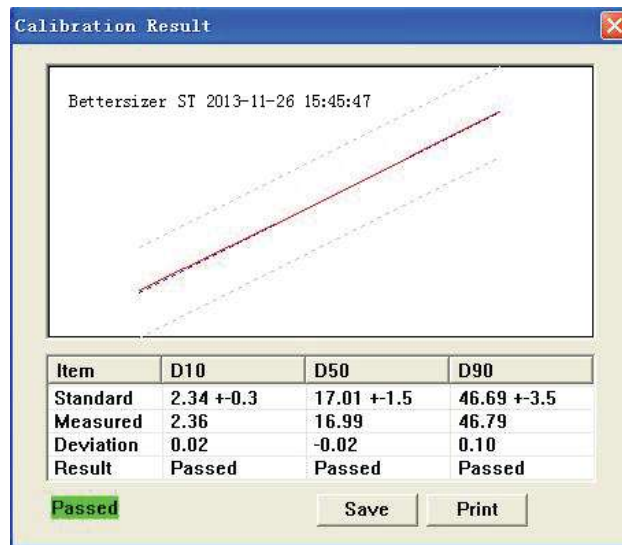 Calibration Result
Bettersizer ST 2013-11-26 15:45:47
Item D10 D50 D90
Standard 2.34 +-0.3 17.01 +-1.5 46.69 +-3.5
Measured 2.36 16.99 46.79
Deviation 0.02 -0.02 0.10
Result Passed Passed Passed
Passed Save Print